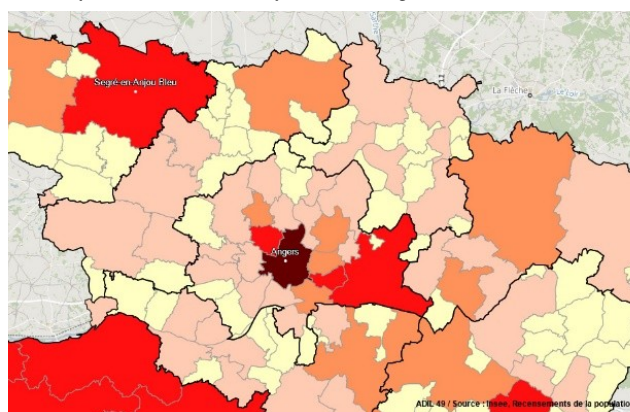 Segré-en-Anjou Bleu
La Flèche
Angers
ADIL 49 / Source : Insee, Recensements de la populatio